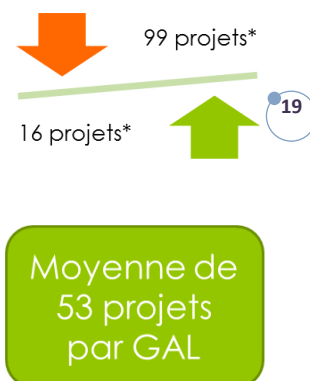 99 projets*
19
16 projets*
Moyenne de
53 projets
par GAL